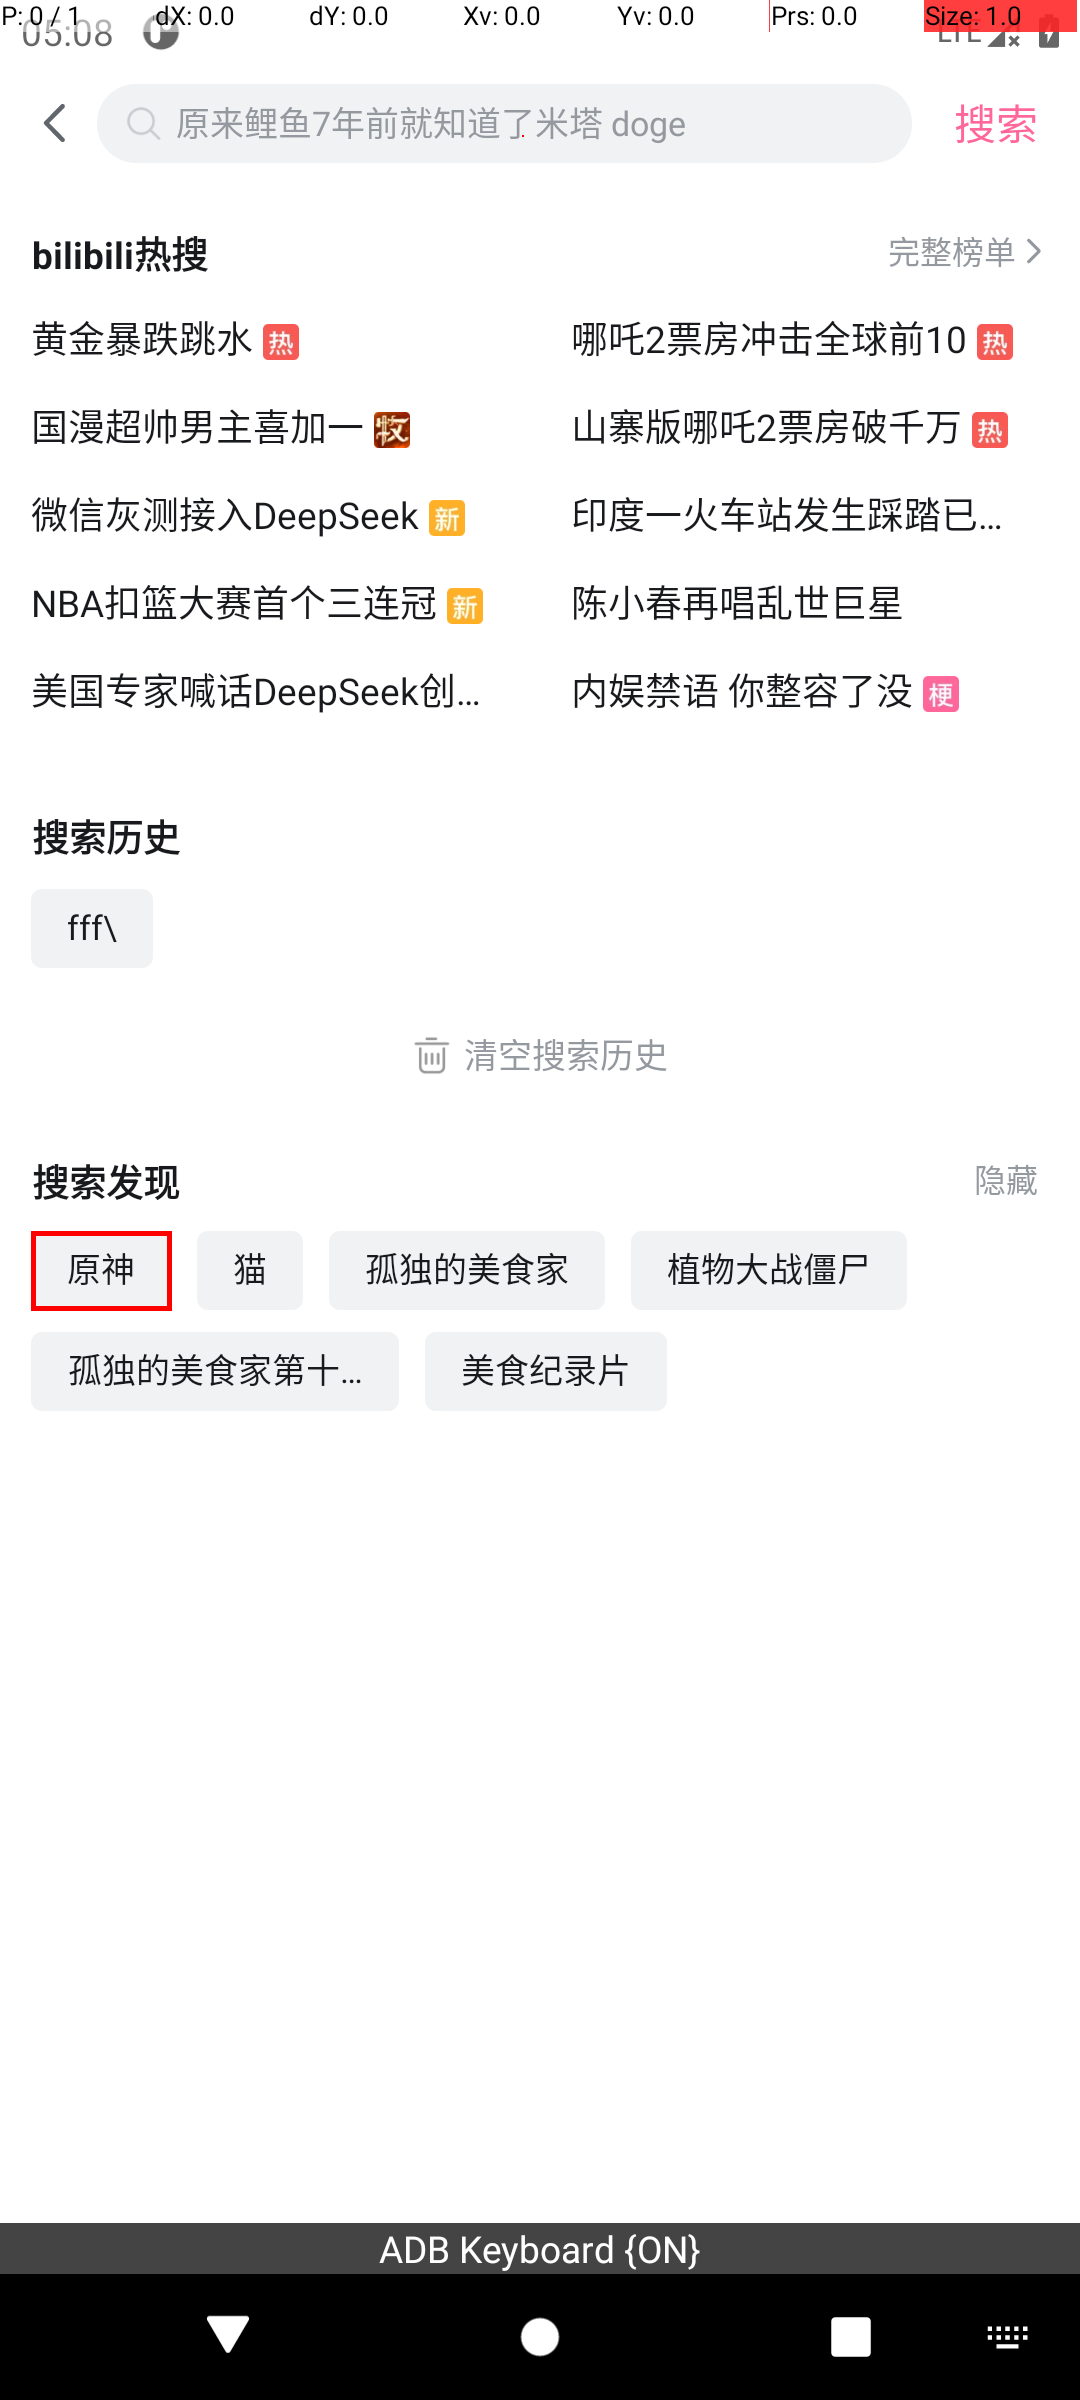 P: 0 / 1 dX: 0.0 dY: 0.0 Xv: 0.0 Yv: 0.0 Prs: 0.0 Size: 1.0
05:08 LTE
原来鲤鱼7年前就知道了米塔 doge 搜索
bilibili热搜 完整榜单
黄金暴跌跳水 热 哪吒2票房冲击全球前10 热
国漫超帅男主喜加一 牧 山寨版哪吒2票房破千万 热
微信灰测接入DeepSeek 新 印度一火车站发生踩踏已...
NBA扣篮大赛首个三连冠 新 陈小春再唱乱世巨星
美国专家喊话DeepSeek创... 内娱禁语 你整容了没 梗
搜索历史
fff\
清空搜索历史
搜索发现 隐藏
原神 猫 孤独的美食家 植物大战僵尸
孤独的美食家第十... 美食纪录片
ADB Keyboard {ON}